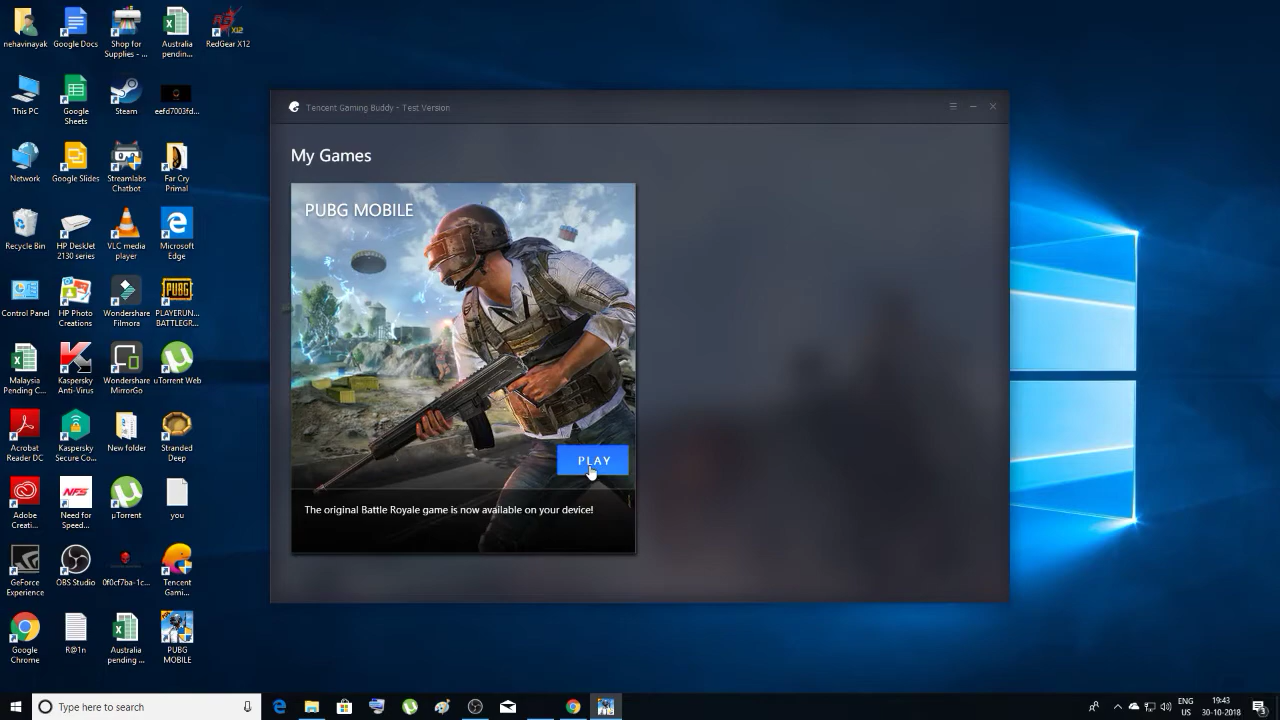 nehavinayak
Google Docs
Shop for
Supplies - ...
Australia
pendin...
RedGear X12
This PC
Google
Sheets
Steam
eefd7003fd...
Network
Google Slides
Streamlabs
Chatbot
Far Cry
Primal
Recycle Bin
HP Deskjet
2130 series
VLC media
player
Microsoft
Edge
Control Panel
HP Photo
Creations
Wondershare
Filmora
PUBG
PLAYERUN...
BATTLEGR...
Malaysia
Pending C...
Kaspersky
Anti-Virus
Wondershare
MirrorGo
uTorrent Web
Acrobat
Reader DC
Kaspersky
Secure Co...
New folder
Stranded
Deep
Adobe
Creati...
NFS
Need for
Speed...
µTorrent
you
GeForce
Experience
OBS Studio
0f0cf7ba-1c...
Tencent
Gami...
Google
Chrome
R@1n
Australia
pending ...
PUBG
MOBILE
Tencent Gaming Buddy - Test Version
My Games
PUBG MOBILE
PLAY
The original Battle Royale game is now available on your device!
Type here to search
ENG
US
19:43
30-10-2018